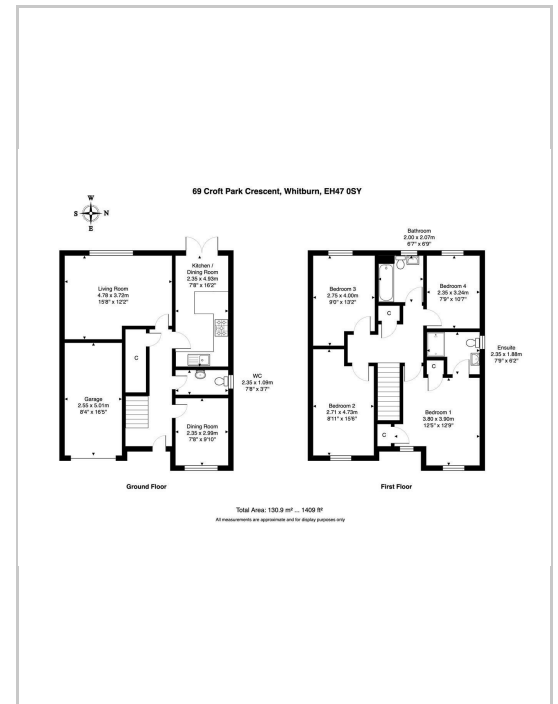 69 Croft Park Crescent, Whitburn, EH47 0SY
W
S
N
E
Living Room
4.78 x 3.72m
15'8" x 12'2"
Kitchen /
Dining Room
2.35 x 4.93m
7'8" x 16'2"
C
Garage
2.55 x 5.01m
8'4" x 16'5"
WC
2.35 x 1.09m
7'8" x 3'7"
Dining Room
2.35 x 2.99m
7'8" x 9'10"
Ground Floor
Bathroom
2.00 x 2.07m
6'7" x 6'9"
Bedroom 3
2.75 x 4.00m
9'0" x 13'2"
Bedroom 4
2.35 x 3.24m
7'9" x 10'7"
C
Ensuite
2.35 x 1.88m
7'9" x 6'2"
C
Bedroom 2
2.71 x 4.73m
8'11" x 15'6"
Bedroom 1
3.80 x 3.90m
12'5" x 12'9"
C
First Floor
Total Area: 130.9 m² ... 1409 ft²
All measurements are approximate and for display purposes only